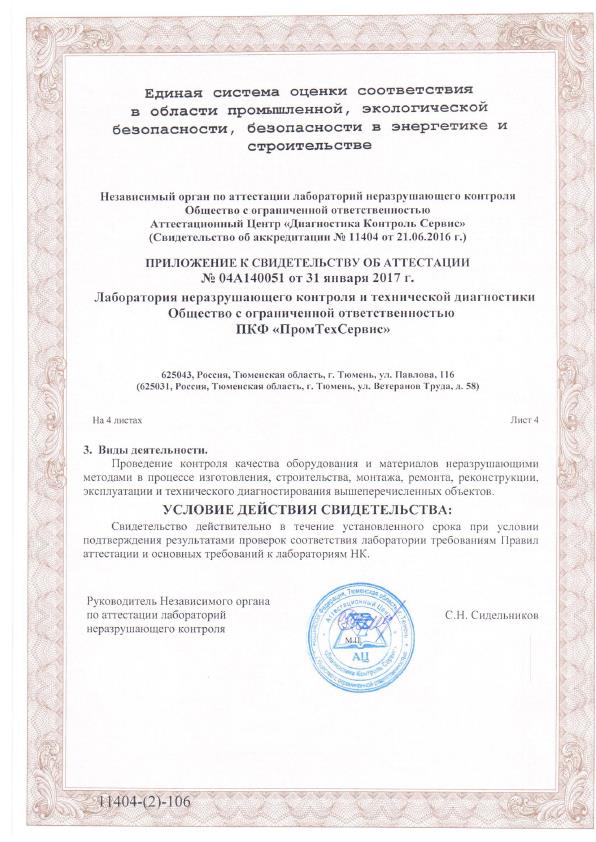 Единая система оценки соответствия
в области промышленной, экологической
безопасности, безопасности в энергетике и
строительстве
Независимый орган по аттестации лабораторий неразрушающего контроля
Общество с ограниченной ответственностью
Аттестационный Центр «Диагностика Контроль Сервис»
(Свидетельство об аккредитации № 11404 от 21.06.2016 г.)
ПРИЛОЖЕНИЕ К СВИДЕТЕЛЬСТВУ ОБ АТТЕСТАЦИИ
№ 04А140051 от 31 января 2017 г.
Лаборатория неразрушающего контроля и технической диагностики
Общество с ограниченной ответственностью
ПКФ «ПромТехСервис»
625043, Россия, Тюменская область, г. Тюмень, ул. Павлова, 116
(625031, Россия, Тюменская область, г. Тюмень, ул. Ветеранов Труда, д. 58)
На 4 листах Лист 4
3. Виды деятельности.
Проведение контроля качества оборудования и материалов неразрушающими
методами в процессе изготовления, строительства, монтажа, ремонта, реконструкции,
эксплуатации и технического диагностирования вышеперечисленных объектов.
УСЛОВИЕ ДЕЙСТВИЯ СВИДЕТЕЛЬСТВА:
Свидетельство действительно в течение установленного срока при условии
подтверждения результатами проверок соответствия лаборатории требованиям Правил
аттестации и основных требований к лабораториям НК.
Руководитель Независимого органа
по аттестации лабораторий
неразрушающего контроля
С.Н. Сидельников
Аттестационный Центр
«Диагностика Контроль Сервис»
М.П.
АЦ
11404-(2)-106